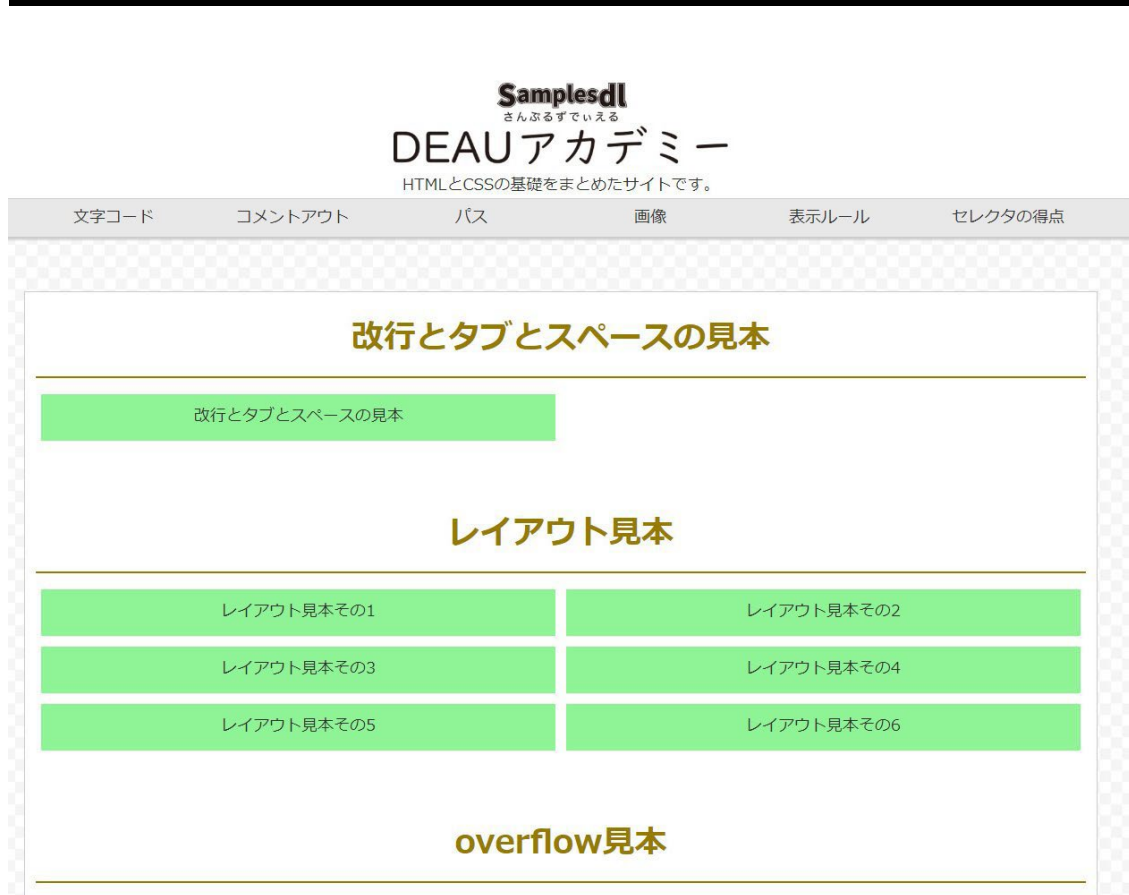 Samplesdl
さんぷるずでぃえる
DEAUアカデミー
HTMLとCSSの基礎をまとめたサイトです。
文字コード コメントアウト パス 画像 表示ルール セレクタの得点
改行とタブとスペースの見本
改行とタブとスペースの見本
レイアウト見本
レイアウト見本その1 レイアウト見本その2
レイアウト見本その3 レイアウト見本その4
レイアウト見本その5 レイアウト見本その6
overflow見本